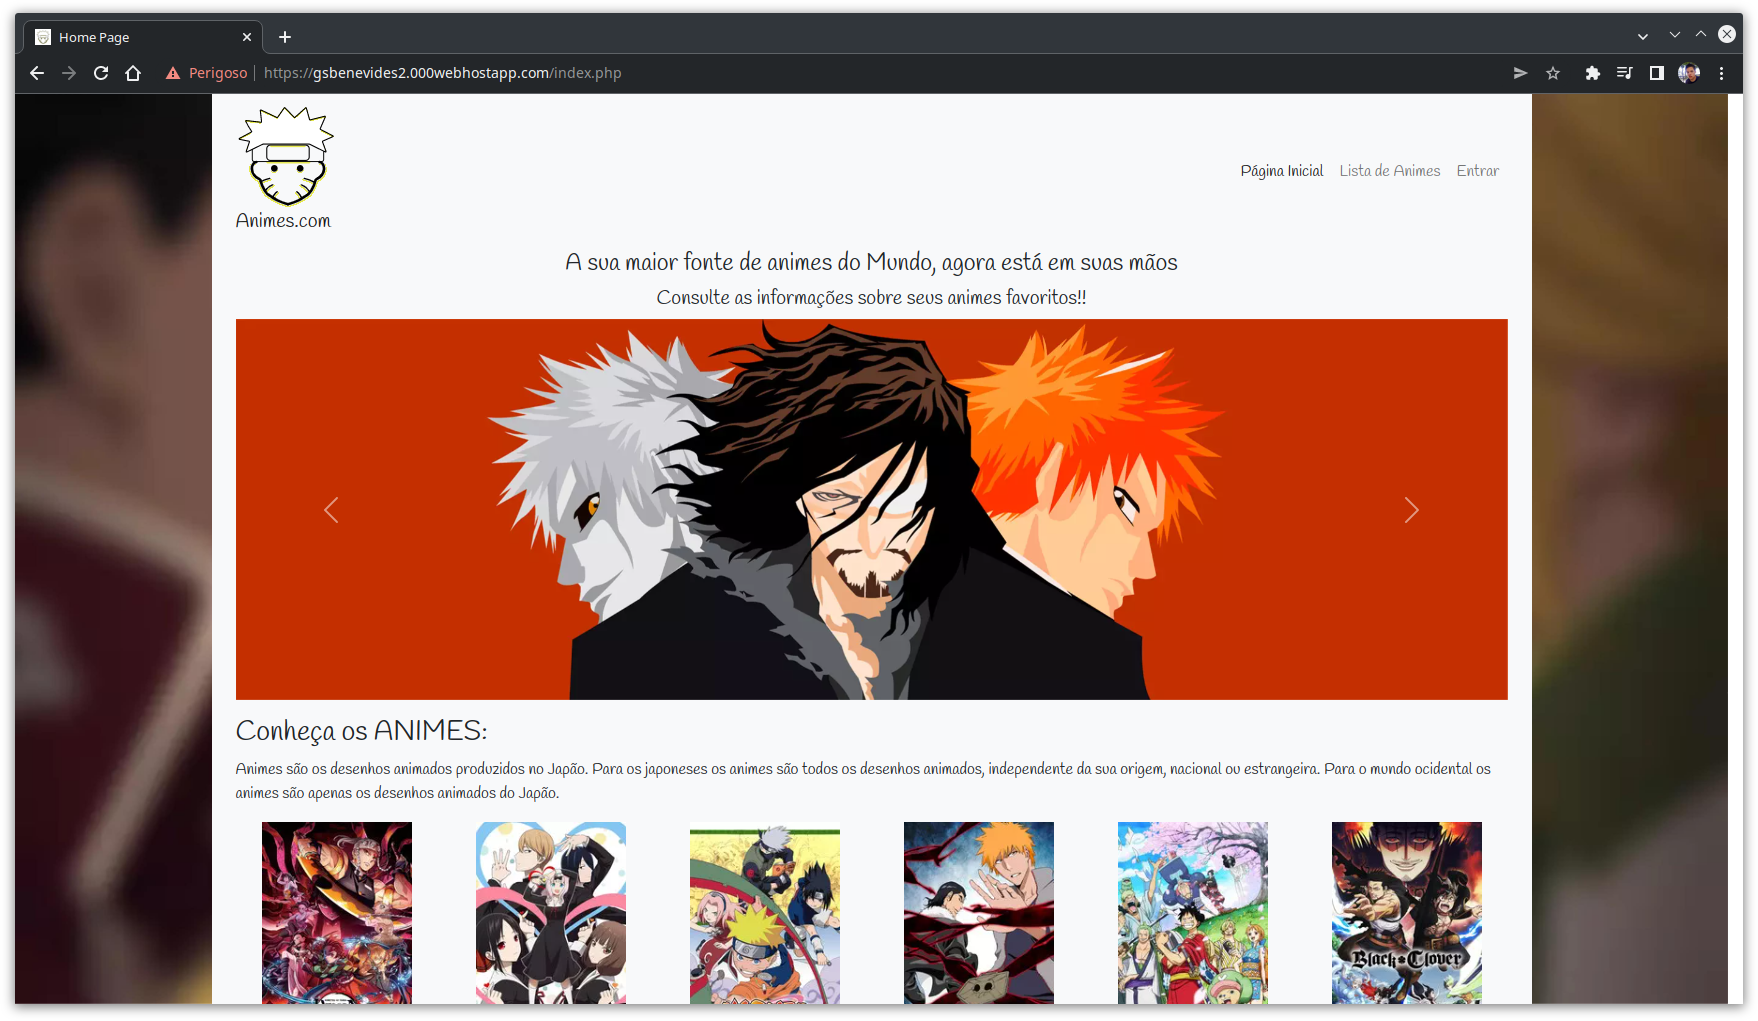 Home Page
Perigoso
https://gsbenevides2.000webhostapp.com/index.php
Animes.com
Página Inicial
Lista de Animes
Entrar
A sua maior fonte de animes do Mundo, agora está em suas mãos
Consulte as informações sobre seus animes favoritos!!
Conheça os ANIMES:
Animes são os desenhos animados produzidos no Japão. Para os japoneses os animes são todos os desenhos animados, independente da sua origem, nacional ou estrangeira. Para o mundo ocidental os
animes são apenas os desenhos animados do Japão.
Black Clover